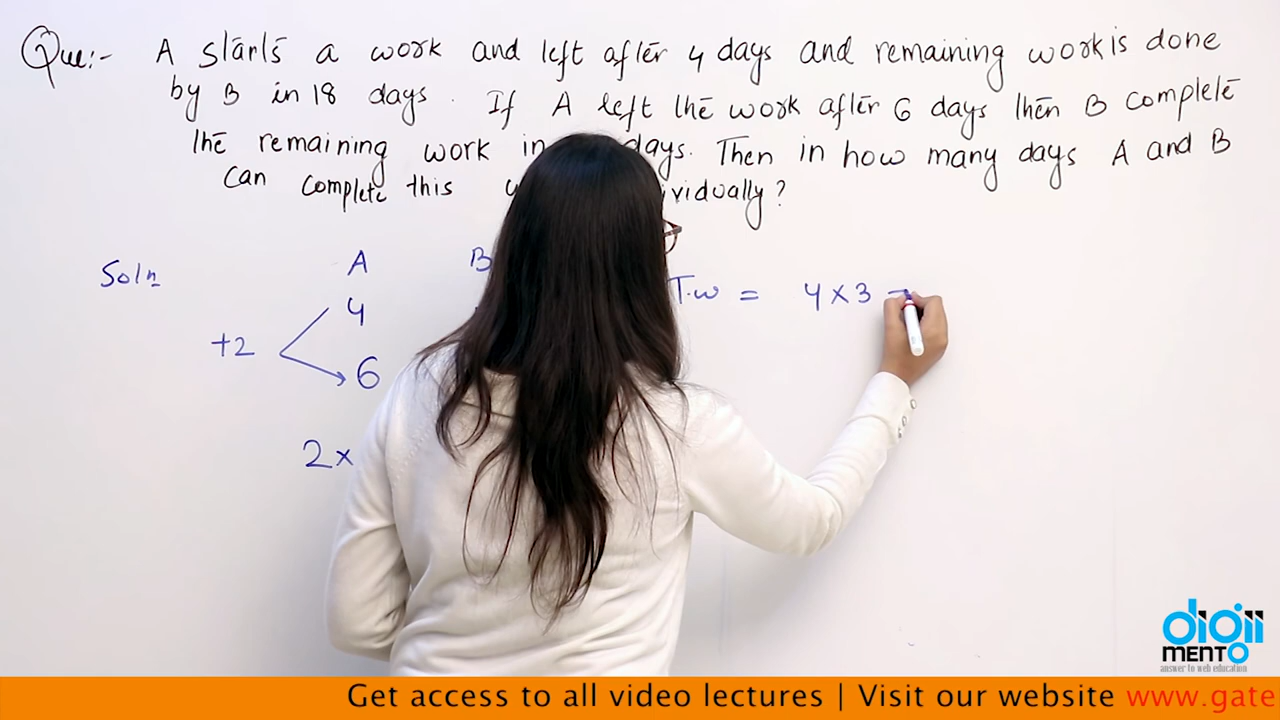 Que:- A starts a work and left after 4 days and remaining work is done
by B in 18 days. If A left the work after 6 days then B complete
the remaining work in days. Then in how many days A and B
can complete this
Soln A B
4 T.w = 4 x 3
+2
6
2x
digii
MENTO
answer to web education
Get access to all video lectures | Visit our website www.gate